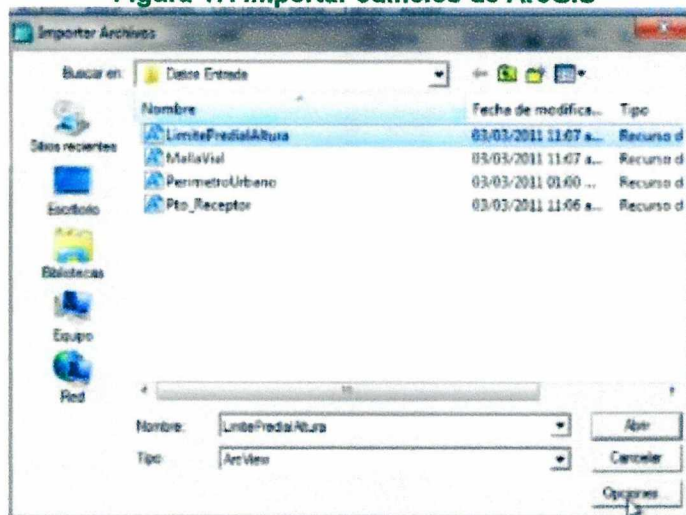 Importar Archivos
Buscar en: Datos Entrada
Nombre Fecha de modifica... Tipo
LimitePredialAltura 03/03/2011 11:07 a... Recurso d
MallaVial 03/03/2011 11:07 a... Recurso d
PerimetroUrbano 03/03/2011 01:00 ... Recurso d
Pto_Receptor 03/03/2011 11:06 a... Recurso d
Sitios recientes
Escritorio
Bibliotecas
Equipo
Red
Nombre: LimitePredialAltura Abrir
Tipo: ArcView Cancelar
Opciones...